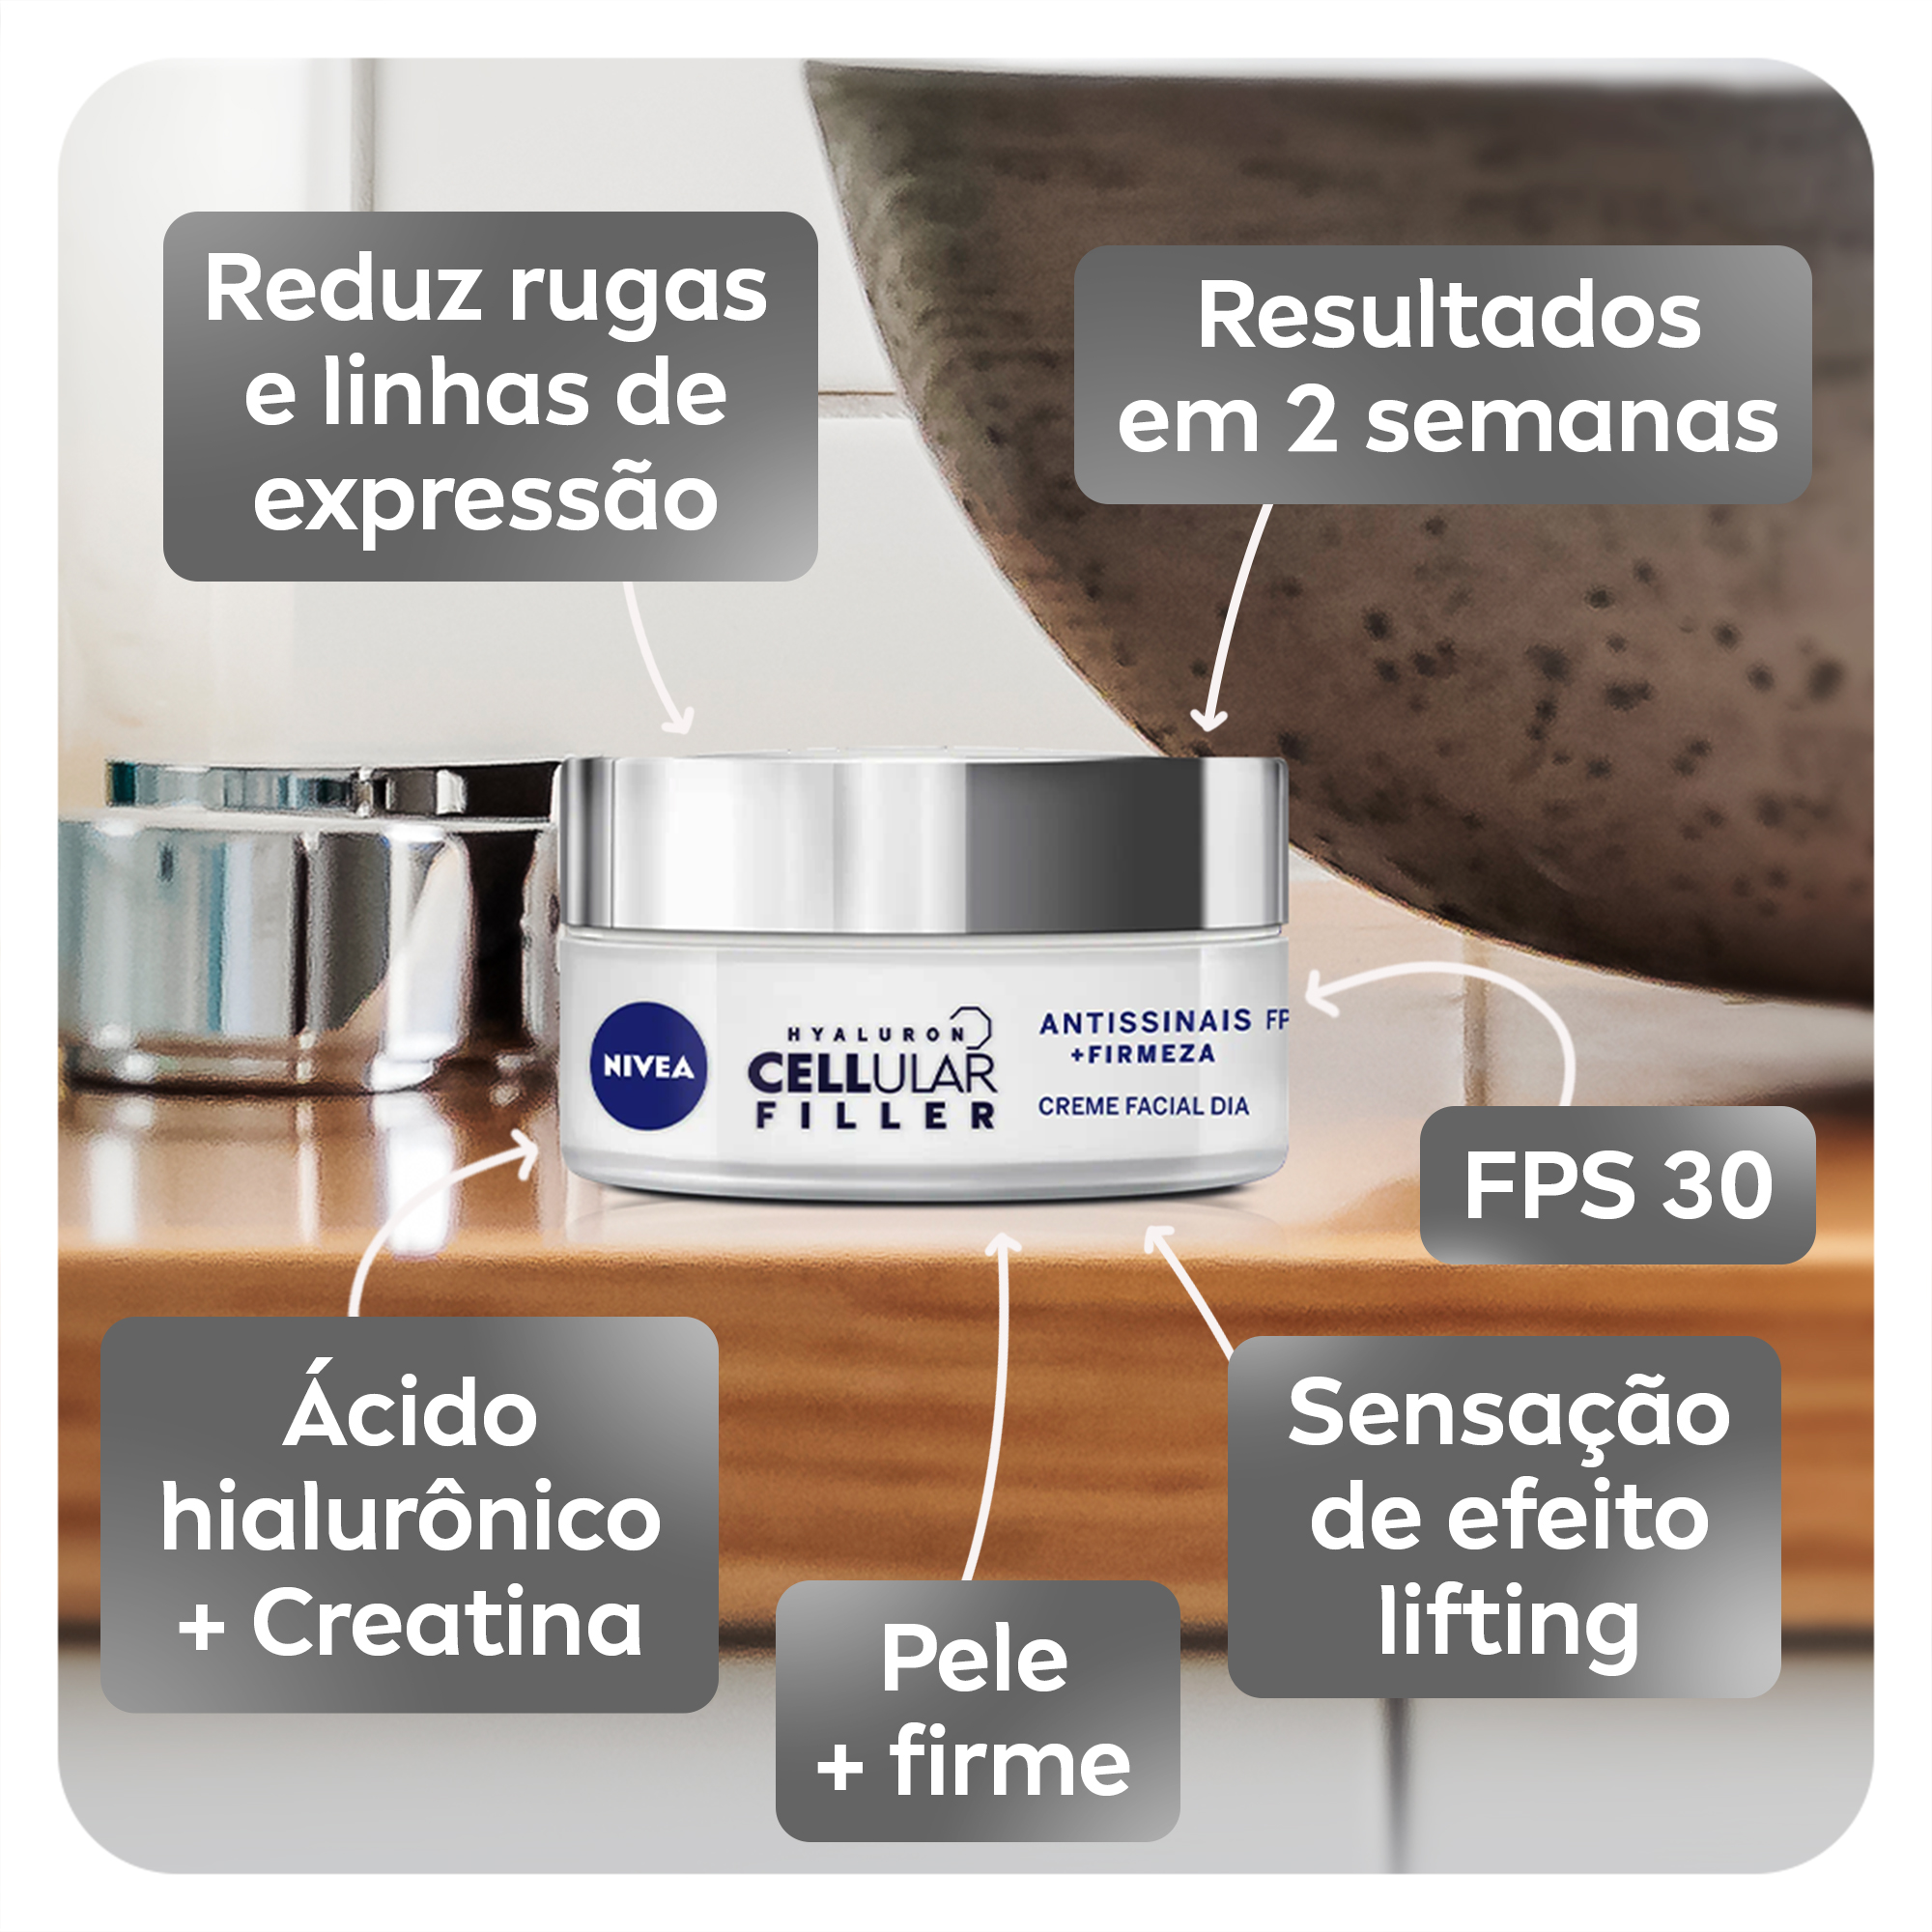 Reduz rugas
e linhas de
expressão
Resultados
em 2 semanas
NIVEA
HYALURON
CELLULAR
FILLER
ANTISSINAIS FP
+FIRMEZA
CREME FACIAL DIA
FPS 30
Ácido
hialurônico
+ Creatina
Pele
+ firme
Sensação
de efeito
lifting